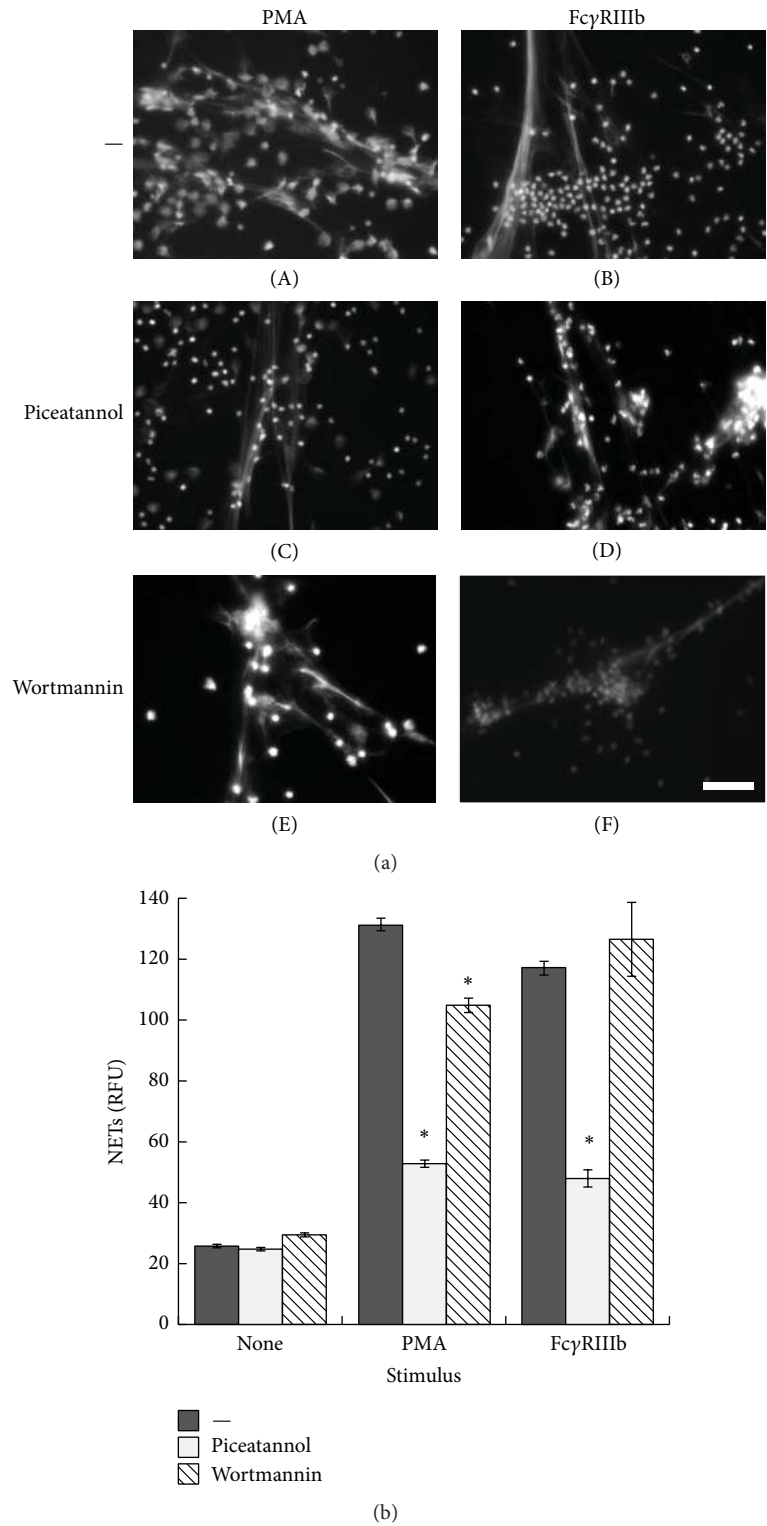 PMA FcγRIIIb
—
(A) (B)
Piceatannol
(C) (D)
Wortmannin
(E) (F)
(a)
140
120
100
80
60
40
20
0
NETs (RFU)
* * *
None PMA FcγRIIIb
Stimulus
—
Piceatannol
Wortmannin
(b)